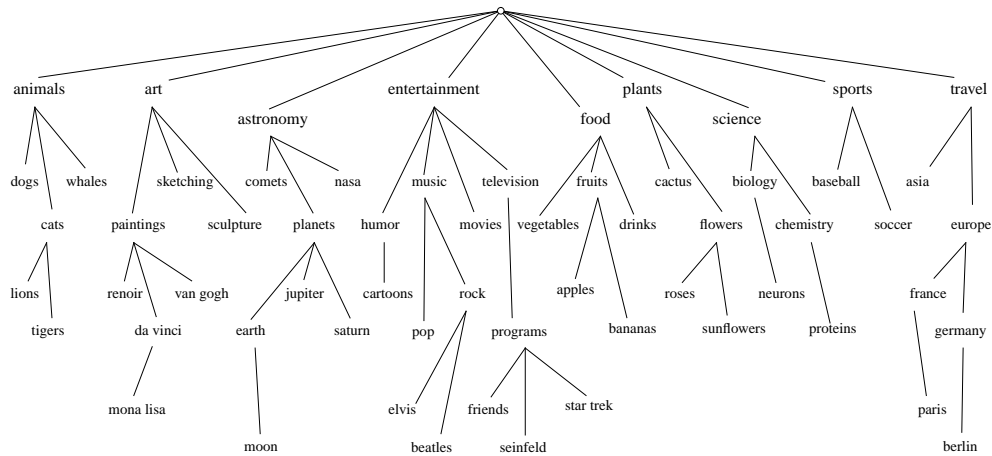 animals art entertainment plants sports travel
astronomy food science
dogs whales sketching comets nasa music television fruits cactus biology baseball asia
cats paintings sculpture planets humor movies vegetables drinks flowers chemistry soccer europe
lions renoir van gogh jupiter cartoons rock apples roses neurons france
tigers da vinci earth saturn pop programs bananas sunflowers proteins germany
mona lisa elvis friends star trek paris
moon beatles seinfeld berlin